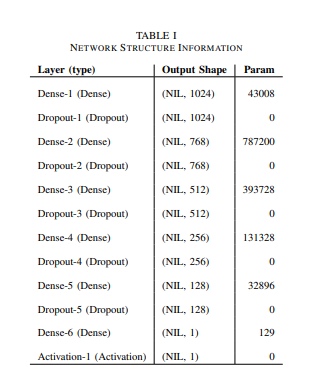 TABLE I
NETWORK STRUCTURE INFORMATION
Layer (type) Output Shape Param
Dense-1 (Dense) (NIL, 1024) 43008
Dropout-1 (Dropout) (NIL, 1024) 0
Dense-2 (Dense) (NIL, 768) 787200
Dropout-2 (Dropout) (NIL, 768) 0
Dense-3 (Dense) (NIL, 512) 393728
Dropout-3 (Dropout) (NIL, 512) 0
Dense-4 (Dense) (NIL, 256) 131328
Dropout-4 (Dropout) (NIL, 256) 0
Dense-5 (Dense) (NIL, 128) 32896
Dropout-5 (Dropout) (NIL, 128) 0
Dense-6 (Dense) (NIL, 1) 129
Activation-1 (Activation) (NIL, 1) 0